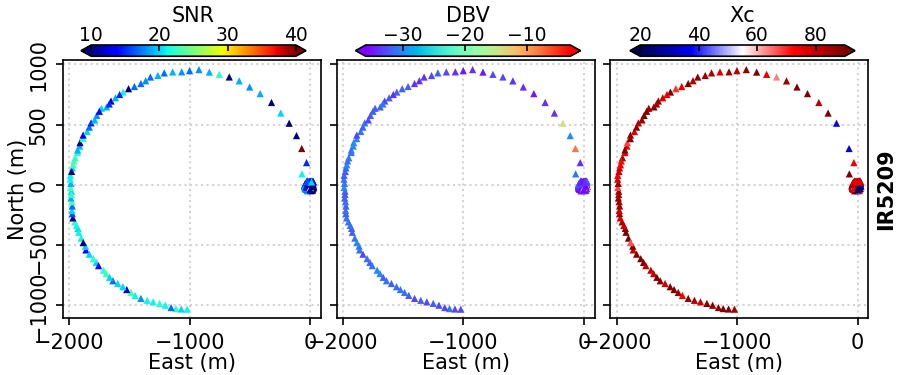 SNR DBV Xc
10 20 30 40 −30 −20 −10 20 40 60 80
North (m)
1000
500
0
−500
−1000
−2000 −1000 0 −2000 −1000 0 −2000 −1000 0
East (m) East (m) East (m)
IR5209